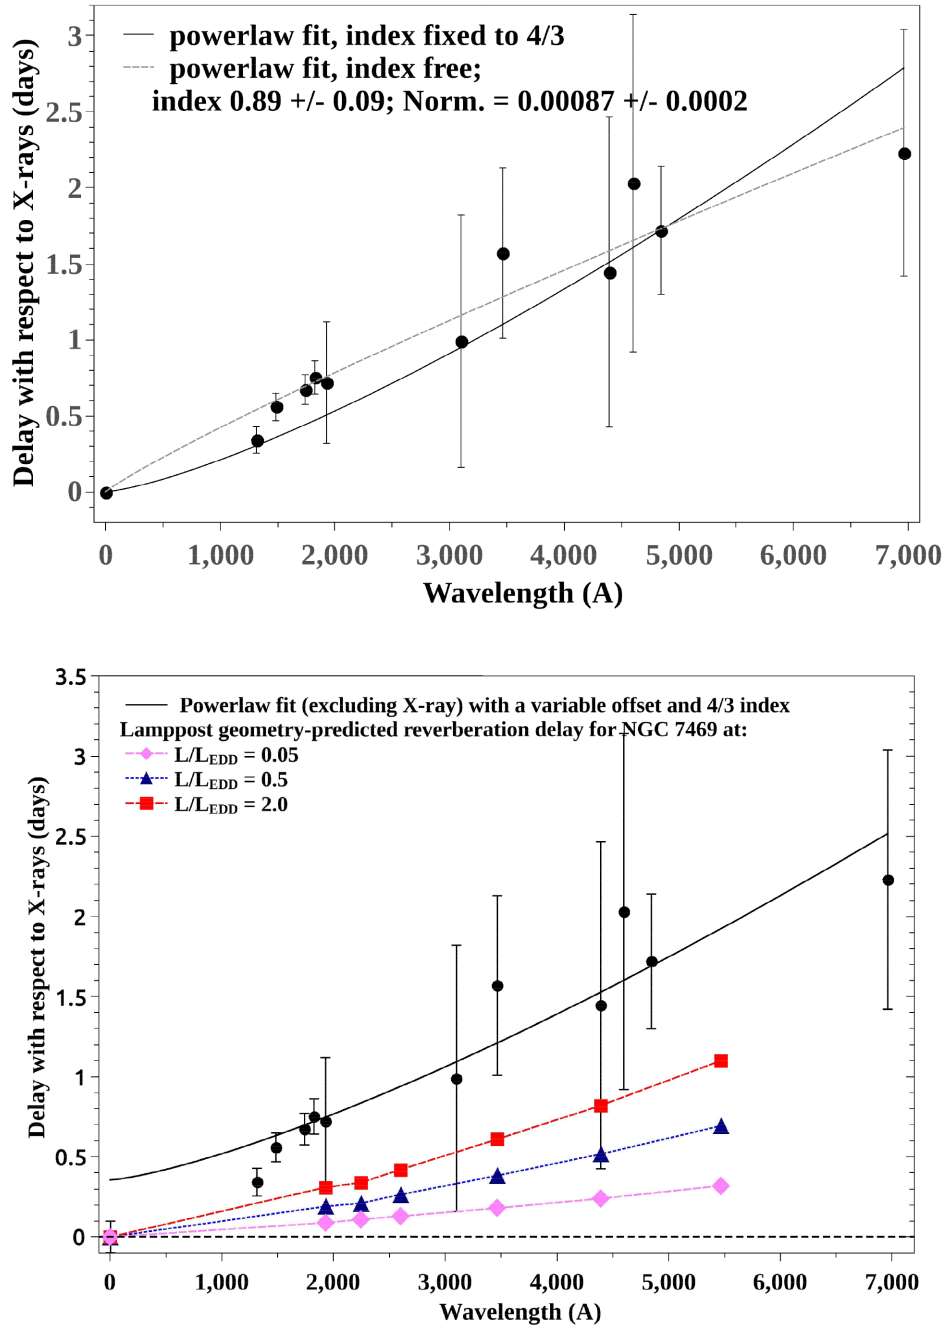 powerlaw fit, index fixed to 4/3
powerlaw fit, index free;
index 0.89 +/- 0.09; Norm. = 0.00087 +/- 0.0002
Delay with respect to X-rays (days)
3
2.5
2
1.5
1
0.5
0
0 1,000 2,000 3,000 4,000 5,000 6,000 7,000
Wavelength (A)
Powerlaw fit (excluding X-ray) with a variable offset and 4/3 index
Lamppost geometry-predicted reverberation delay for NGC 7469 at:
L/LEDD = 0.05
L/LEDD = 0.5
L/LEDD = 2.0
Delay with respect to X-rays (days)
3.5
3
2.5
2
1.5
1
0.5
0
0 1,000 2,000 3,000 4,000 5,000 6,000 7,000
Wavelength (A)